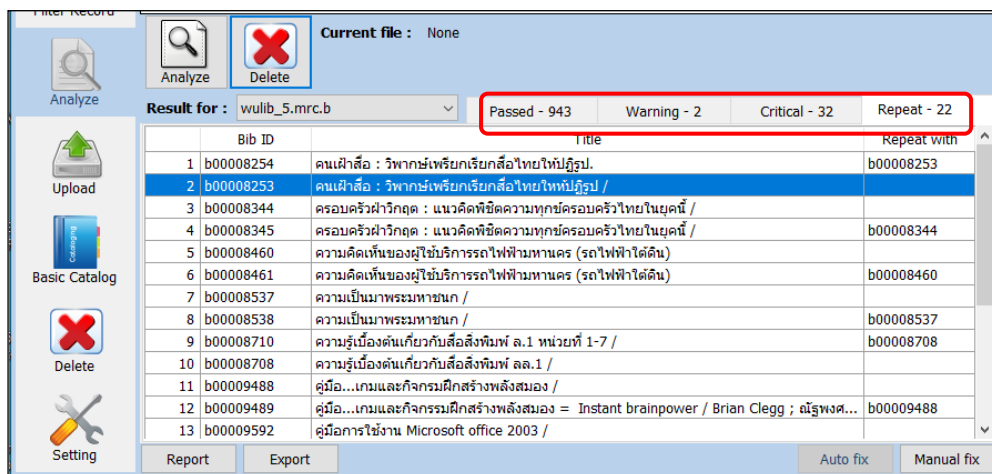 Filter Record
Analyze
Upload
Cataloging
Basic Catalog
Delete
Setting
Analyze
Delete
Current file : None
Result for : wulib_5.mrc.b
Passed - 943
Warning - 2
Critical - 32
Repeat - 22
Bib ID Title Repeat with
1 b00008254 คนเฝ้าสื่อ : วิพากษ์เพรียกเรียกสื่อไทยให้ปฏิรูป. b00008253
2 b00008253 คนเฝ้าสื่อ : วิพากษ์เพรียกเรียกสื่อไทยให้ปฏิรูป /
3 b00008344 ครอบครัวฝ่าวิกฤต : แนวคิดพิชิตความทุกข์ครอบครัวไทยในยุคนี้ /
4 b00008345 ครอบครัวฝ่าวิกฤต : แนวคิดพิชิตความทุกข์ครอบครัวไทยในยุคนี้ / b00008344
5 b00008460 ความคิดเห็นของผู้ใช้บริการรถไฟฟ้ามหานคร (รถไฟฟ้าใต้ดิน)
6 b00008461 ความคิดเห็นของผู้ใช้บริการรถไฟฟ้ามหานคร (รถไฟฟ้าใต้ดิน) b00008460
7 b00008537 ความเป็นมาพระมหาชนก /
8 b00008538 ความเป็นมาพระมหาชนก / b00008537
9 b00008710 ความรู้เบื้องต้นเกี่ยวกับสื่อสิ่งพิมพ์ ล.1 หน่วยที่ 1-7 / b00008708
10 b00008708 ความรู้เบื้องต้นเกี่ยวกับสื่อสิ่งพิมพ์ ลล.1 /
11 b00009488 คู่มือ...เกมและกิจกรมฝึกสร้างพลังสมอง /
12 b00009489 คู่มือ...เกมและกิจกรรมฝึกสร้างพลังสมอง = Instant brainpower / Brian Clegg ; ณัฐพงศ... b00009488
13 b00009592 คู่มือการใช้งาน Microsoft office 2003 /
Report
Export
Auto fix
Manual fix